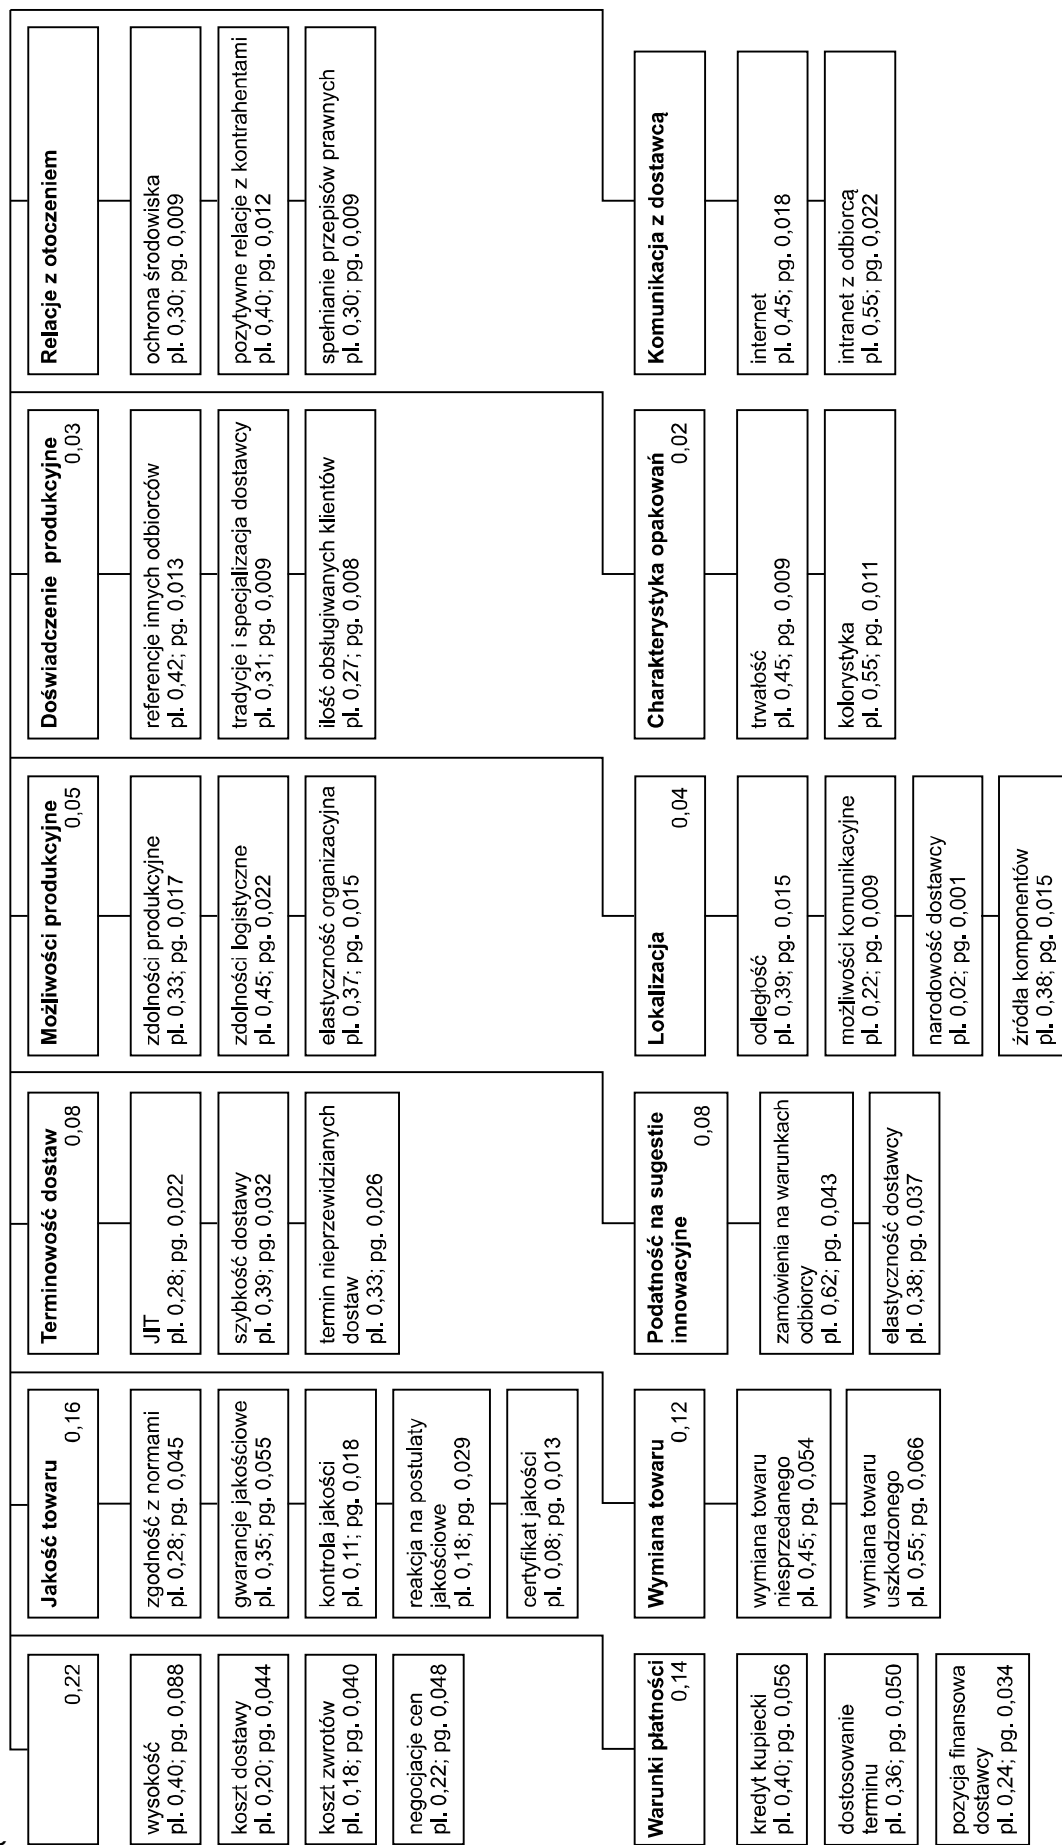 0,22
wysokość
pl. 0,40; pg. 0,088
koszt dostawy
pl. 0,20; pg. 0,044
koszt zwrotów
pl. 0,18; pg. 0,040
negocjacje cen
pl. 0,22; pg. 0,048
Jakość towaru
0,16
zgodność z normami
pl. 0,28; pg. 0,045
gwarancje jakościowe
pl. 0,35; pg. 0,055
kontrola jakości
pl. 0,11; pg. 0,018
reakcja na postulaty
jakościowe
pl. 0,18; pg. 0,029
certyfikat jakości
pl. 0,08; pg. 0,013
Terminowość dostaw
0,08
JIT
pl. 0,28; pg. 0,022
szybkość dostawy
pl. 0,39; pg. 0,032
termin nieprzewidzianych
dostaw
pl. 0,33; pg. 0,026
Możliwości produkcyjne
0,05
zdolności produkcyjne
pl. 0,33; pg. 0,017
zdolności logistyczne
pl. 0,45; pg. 0,022
elastyczność organizacyjna
pl. 0,37; pg. 0,015
Doświadczenie produkcyjne
0,03
referencje innych odbiorców
pl. 0,42; pg. 0,013
tradycje i specjalizacja dostawcy
pl. 0,31; pg. 0,009
ilość obsługiwanych klientów
pl. 0,27; pg. 0,008
Relacje z otoczeniem
ochrona środowiska
pl. 0,30; pg. 0,009
pozytywne relacje z kontrahentami
pl. 0,40; pg. 0,012
spełnianie przepisów prawnych
pl. 0,30; pg. 0,009
Warunki płatności
0,14
kredyt kupiecki
pl. 0,40; pg. 0,056
dostosowanie
terminu
pl. 0,36; pg. 0,050
pozycja finansowa
dostawcy
pl. 0,24; pg. 0,034
Wymiana towaru
0,12
wymiana towaru
niesprzedanego
pl. 0,45; pg. 0,054
wymiana towaru
uszkodzonego
pl. 0,55; pg. 0,066
Podatność na sugestie
innowacyjne
0,08
zamówienia na warunkach
odbiorcy
pl. 0,62; pg. 0,043
elastyczność dostawcy
pl. 0,38; pg. 0,037
Lokalizacja
0,04
odległość
pl. 0,39; pg. 0,015
możliwości komunikacyjne
pl. 0,22; pg. 0,009
narodowość dostawcy
pl. 0,02; pg. 0,001
źródła komponentów
pl. 0,38; pg. 0,015
Charakterystyka opakowań
0,02
trwałość
pl. 0,45; pg. 0,009
kolorystyka
pl. 0,55; pg. 0,011
Komunikacja z dostawcą
internet
pl. 0,45; pg. 0,018
intranet z odbiorcą
pl. 0,55; pg. 0,022